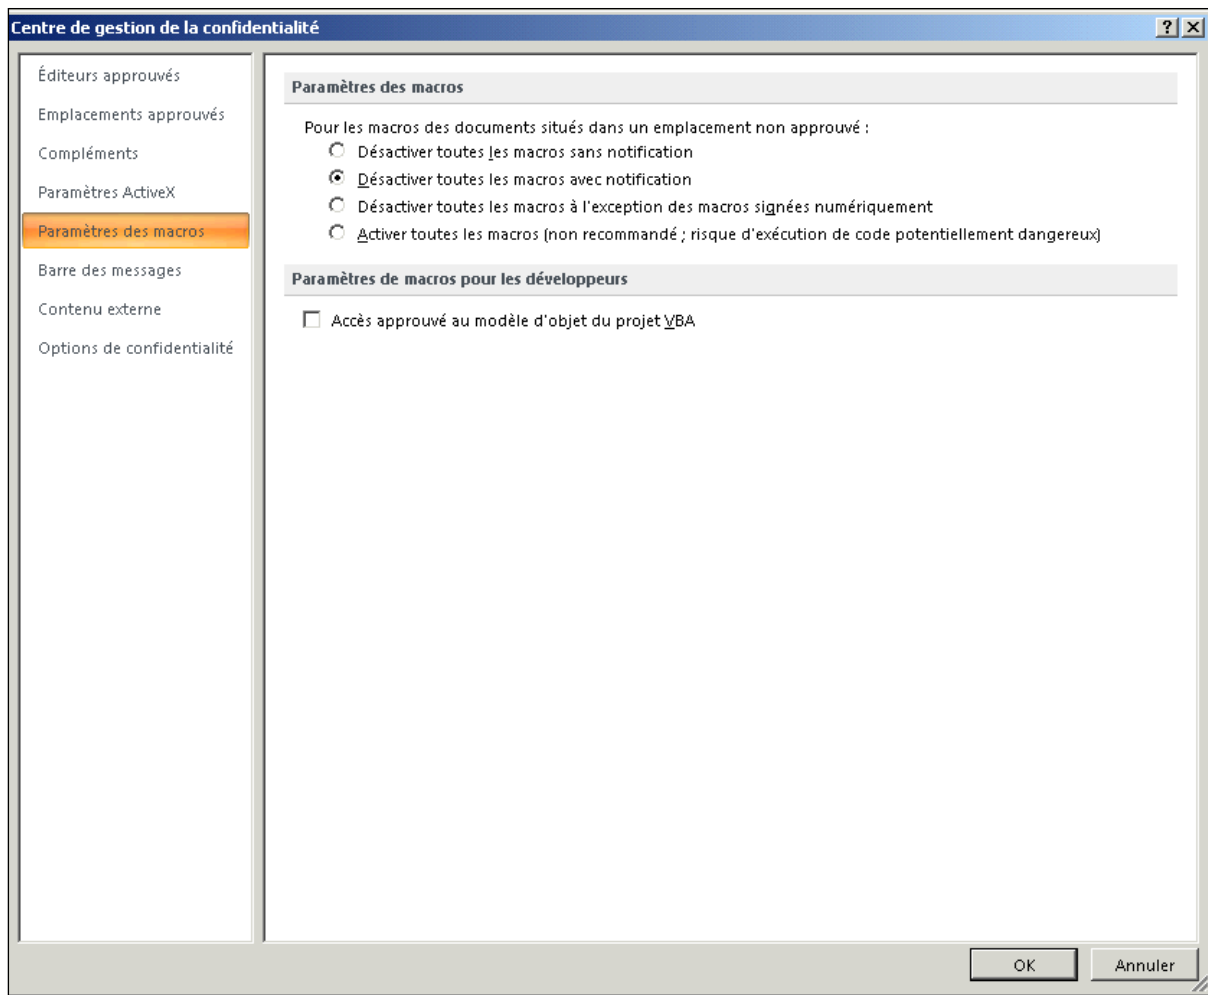 Centre de gestion de la confidentialité
Éditeurs approuvés
Emplacements approuvés
Compléments
Paramètres ActiveX
Paramètres des macros
Barre des messages
Contenu externe
Options de confidentialité
Paramètres des macros
Pour les macros des documents situés dans un emplacement non approuvé :
Désactiver toutes les macros sans notification
Désactiver toutes les macros avec notification
Désactiver toutes les macros à l'exception des macros signées numériquement
Activer toutes les macros (non recommandé ; risque d'exécution de code potentiellement dangereux)
Paramètres de macros pour les développeurs
Accès approuvé au modèle d'objet du projet VBA
OK
Annuler